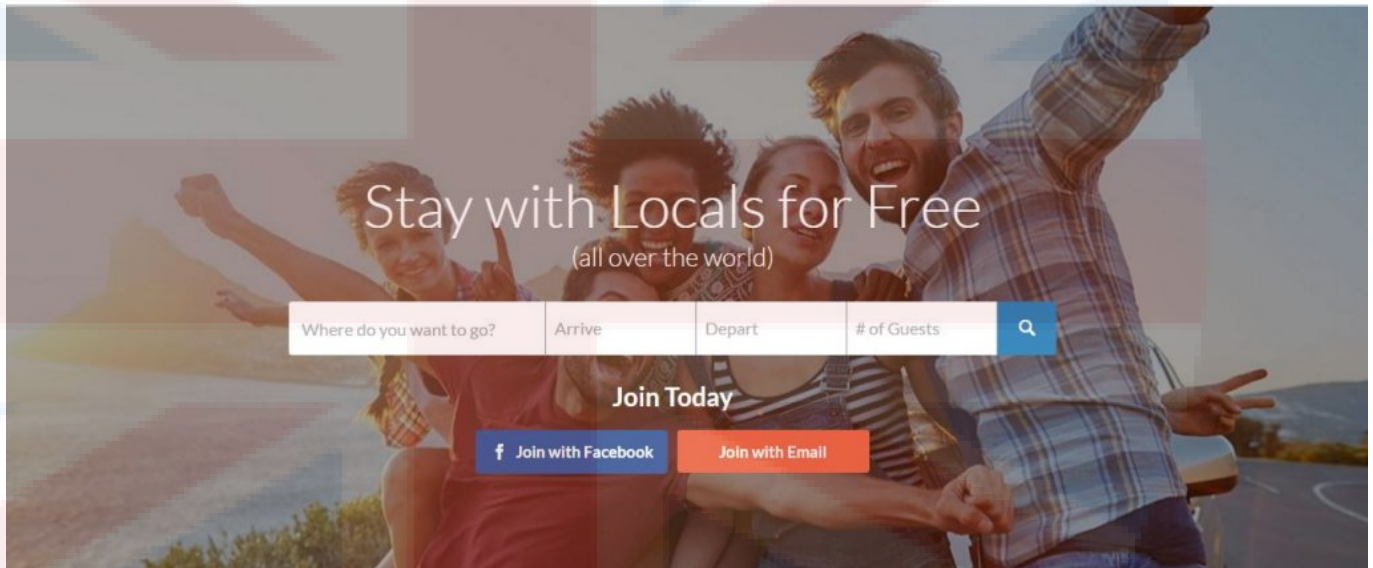 Stay with Locals for Free
(all over the world)
Where do you want to go? Arrive Depart # of Guests
Join Today
f Join with Facebook Join with Email